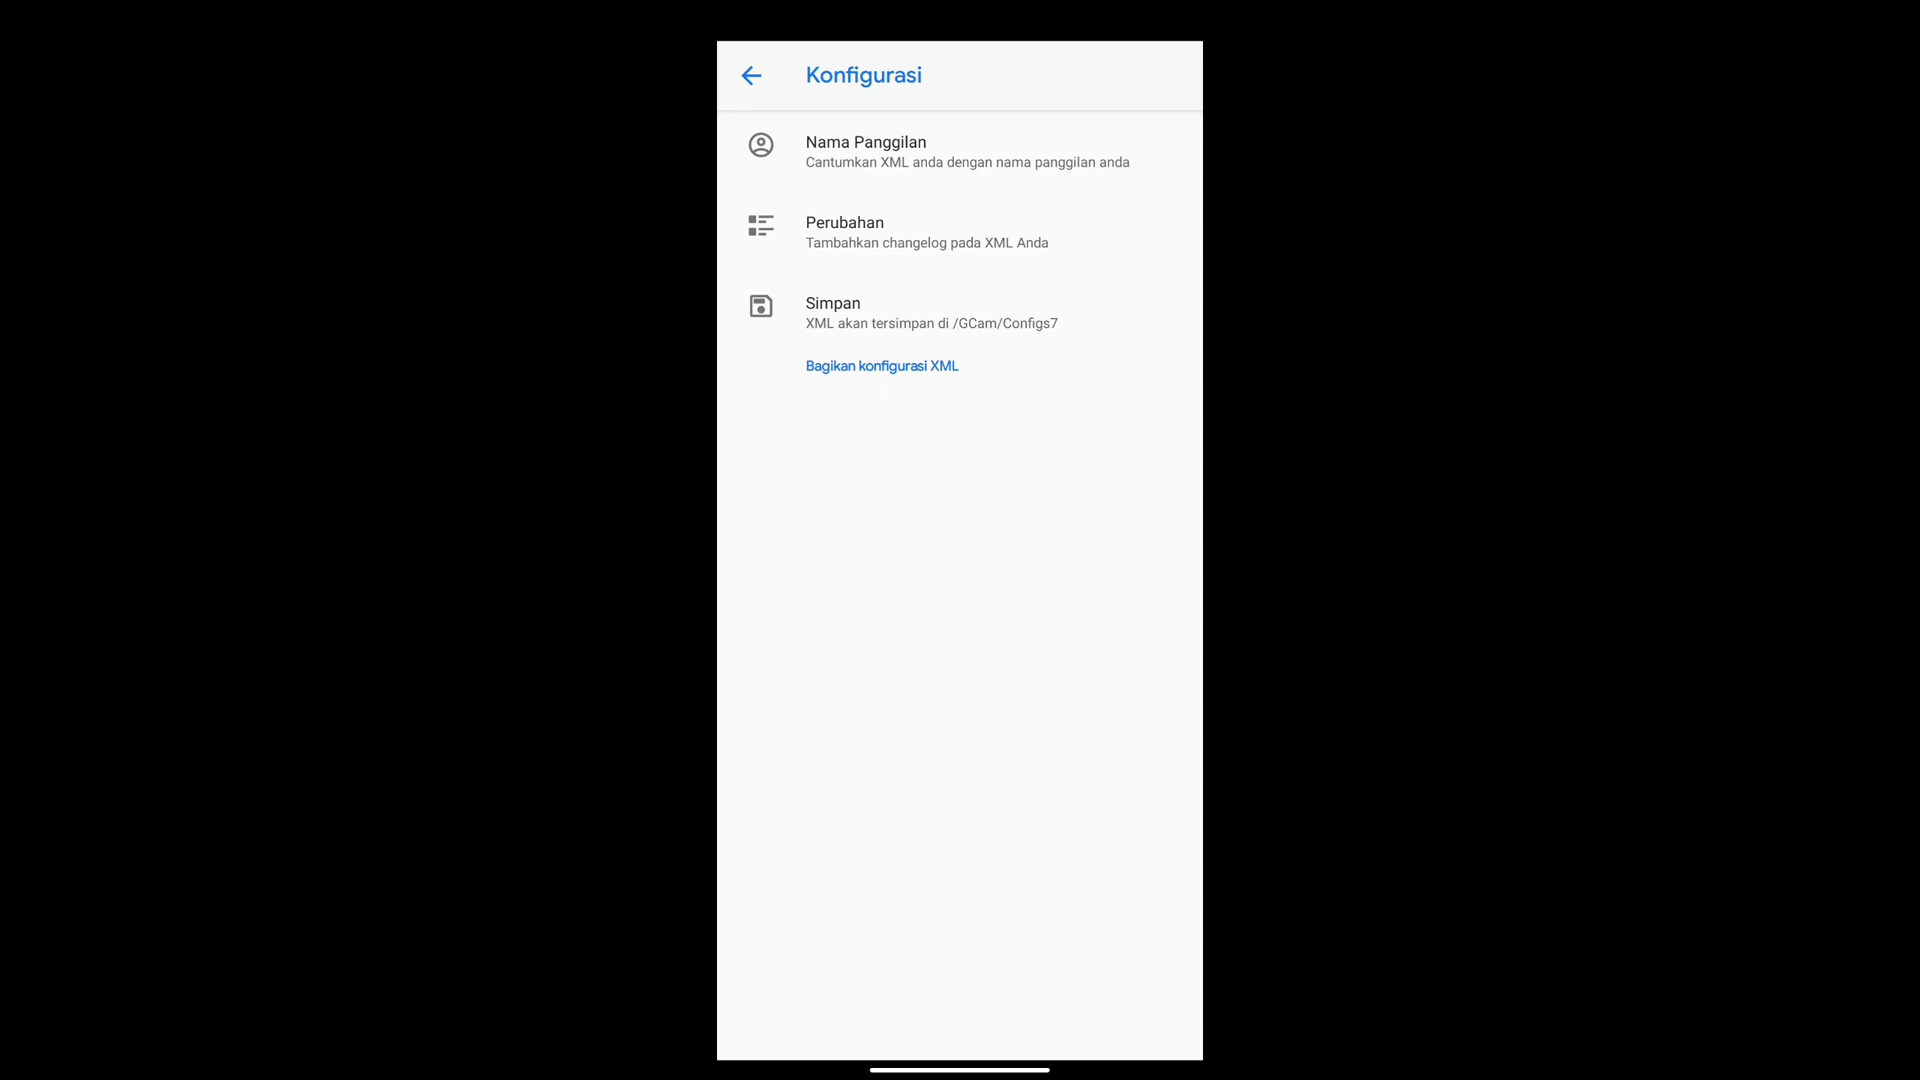 Konfigurasi
Nama Panggilan
Cantumkan XML anda dengan nama panggilan anda
Perubahan
Tambahkan changelog pada XML Anda
Simpan
XML akan tersimpan di /GCam/Configs7
Bagikan konfigurasi XML